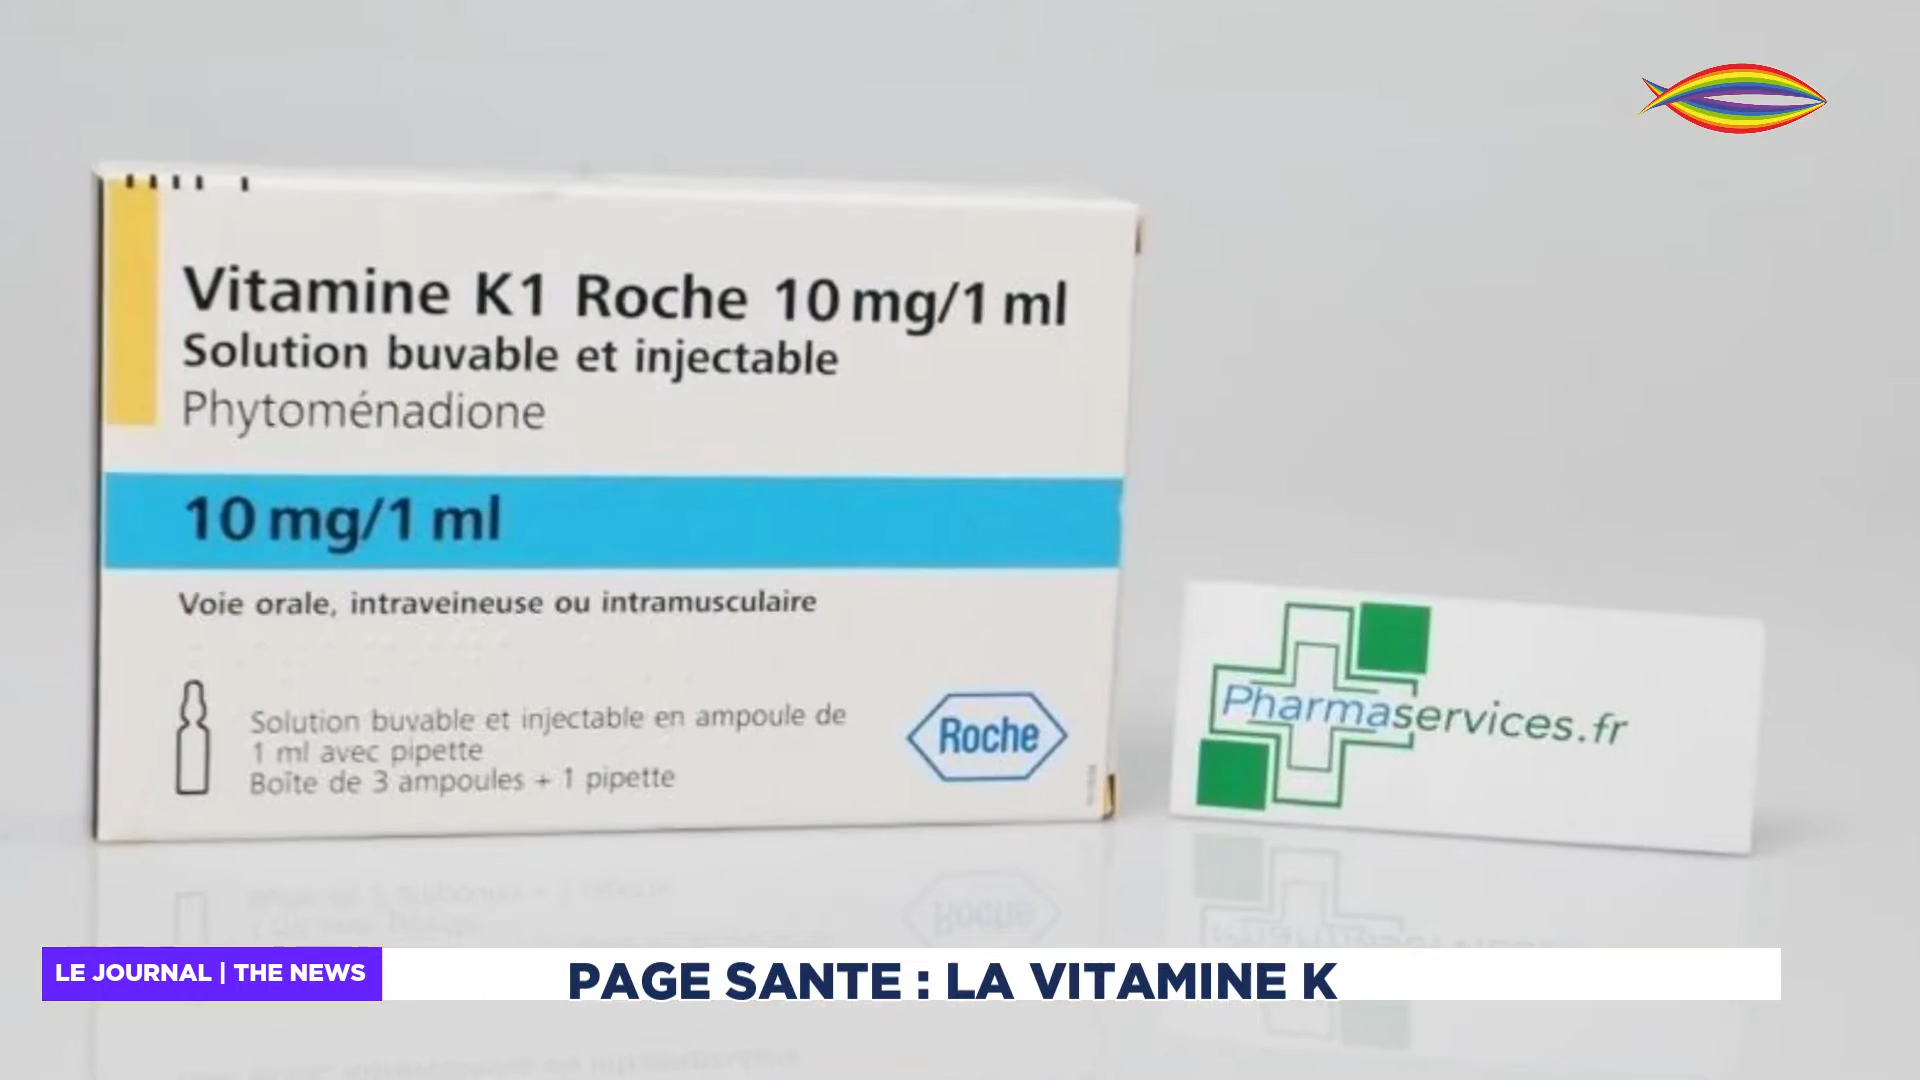 Vitamine K1 Roche 10 mg/1 ml
Solution buvable et injectable
Phytoménadione
10 mg/1 ml
Voie orale, intraveineuse ou intramusculaire
Solution buvable et injectable en ampoule de
1 ml avec pipette
Boîte de 3 ampoules + 1 pipette
Roche
Pharmaservices.fr
LE JOURNAL | THE NEWS
PAGE SANTE : LA VITAMINE K